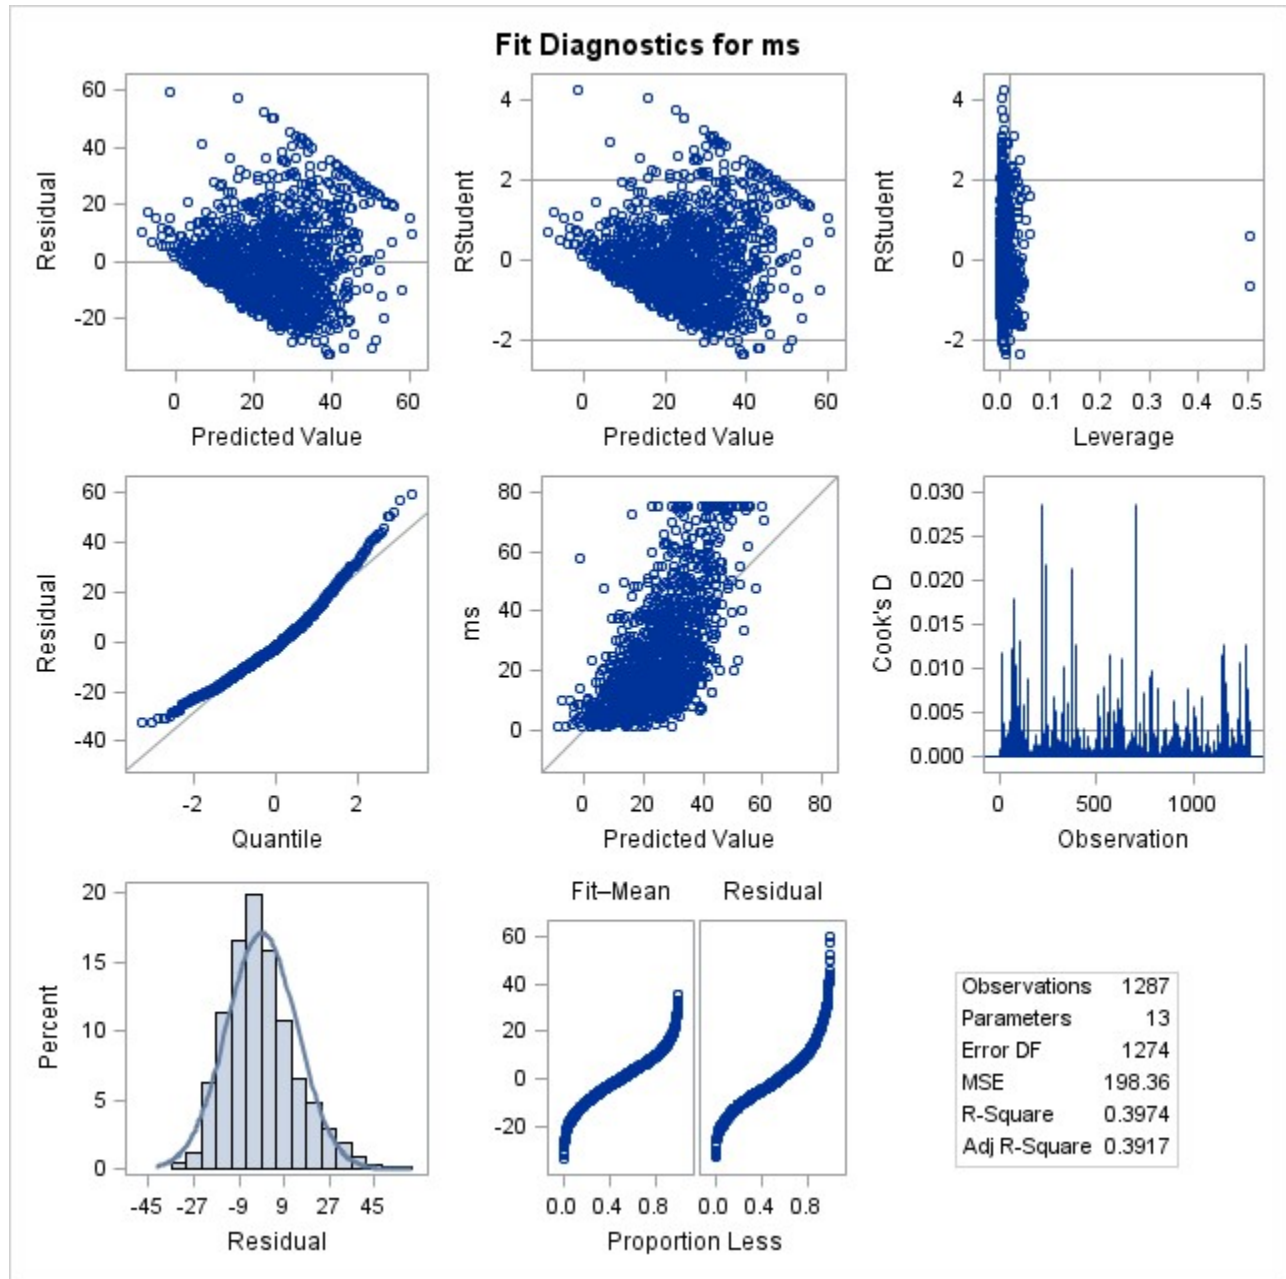 Fit Diagnostics for ms
60
40
20
0
-20
Residual
0 20 40 60
Predicted Value
4
2
0
-2
RStudent
0 20 40 60
Predicted Value
4
2
0
-2
RStudent
0.0 0.1 0.2 0.3 0.4 0.5
Leverage
60
40
20
0
-20
-40
Residual
-2 0 2
Quantile
80
60
40
20
0
ms
0 20 40 60 80
Predicted Value
0.030
0.025
0.020
0.015
0.010
0.005
0.000
Cook's D
0 500 1000
Observation
20
15
10
5
0
Percent
-45 -27 -9 9 27 45
Residual
Fit–Mean Residual
60
40
20
0
-20
0.0 0.4 0.8 0.0 0.4 0.8
Proportion Less
Observations 1287
Parameters 13
Error DF 1274
MSE 198.36
R-Square 0.3974
Adj R-Square 0.3917